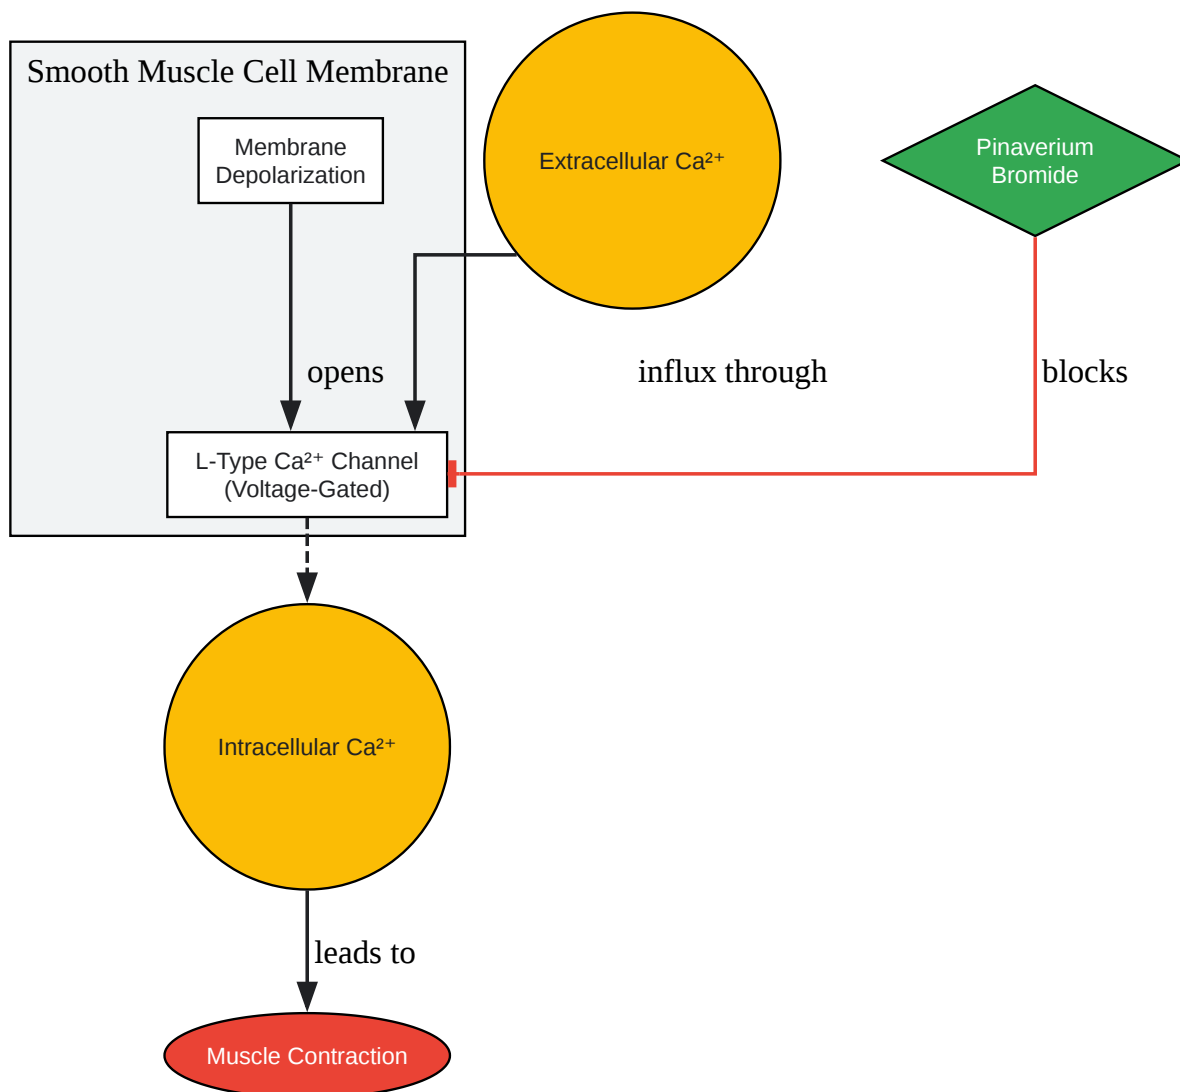 Smooth Muscle Cell Membrane
Membrane
Depolarization
Extracellular Ca²⁺
Pinaverium
Bromide
opens
influx through
blocks
L-Type Ca²⁺ Channel
(Voltage-Gated)
Intracellular Ca²⁺
leads to
Muscle Contraction